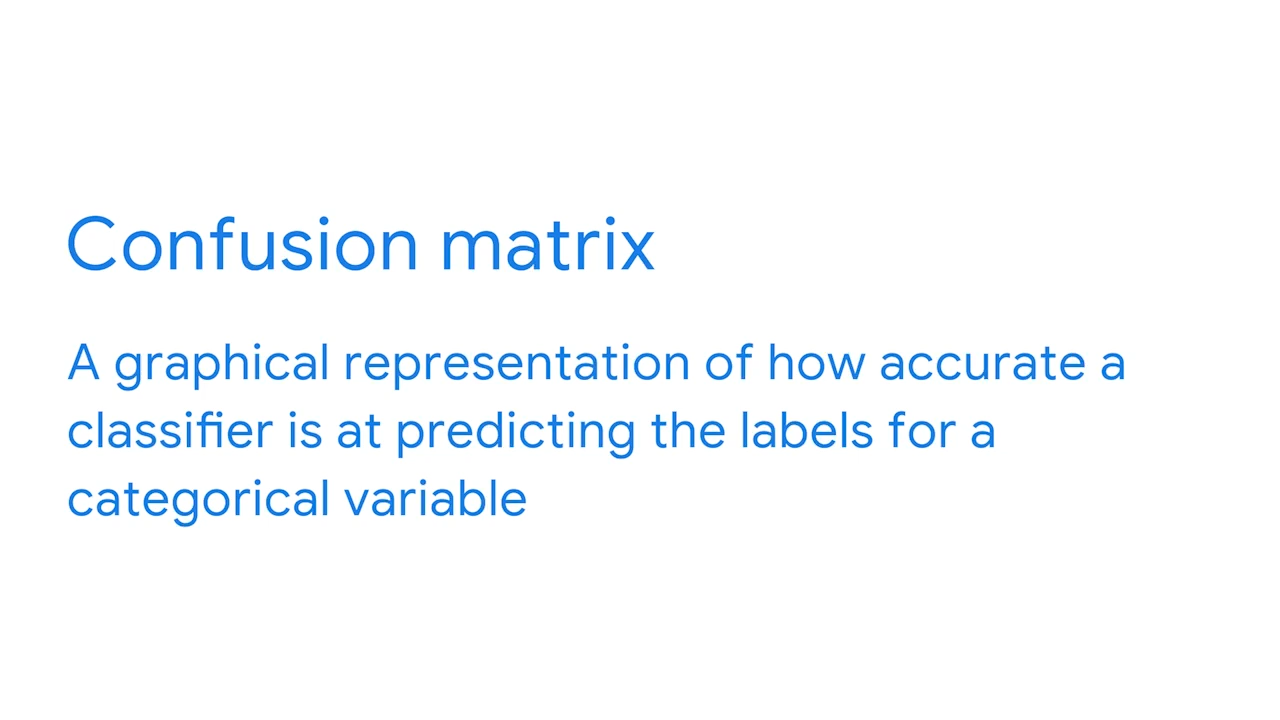 Confusion matrix
A graphical representation of how accurate a
classifier is at predicting the labels for a
categorical variable